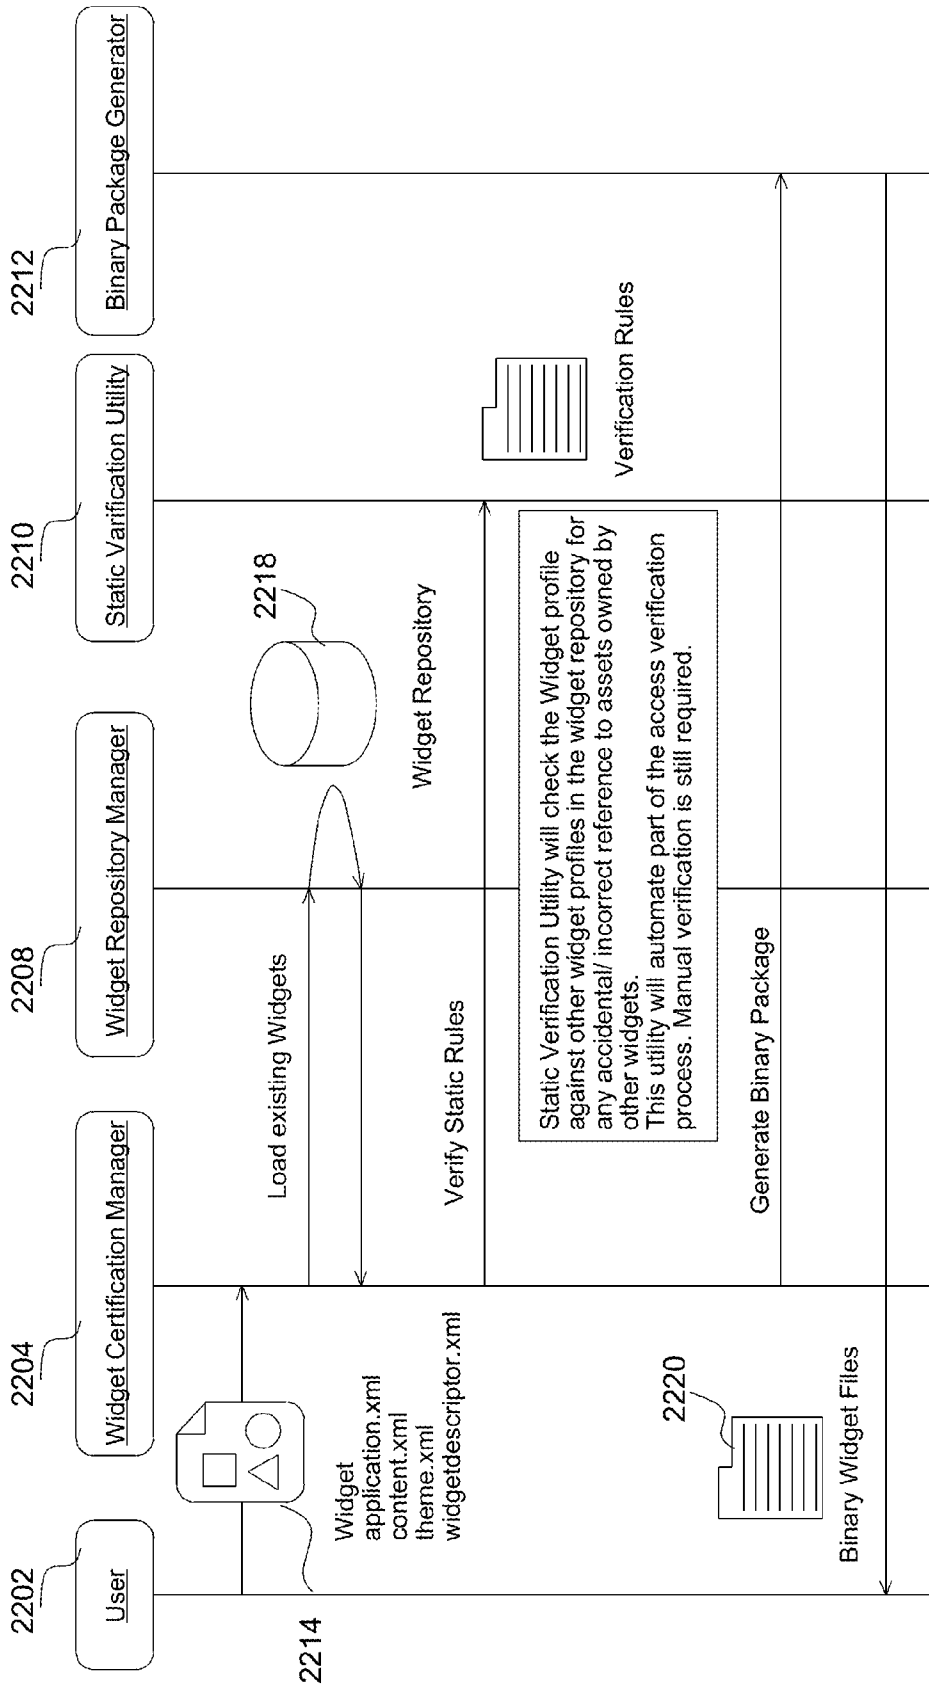 2202
User
2204
Widget Certification Manager
2208
Widget Repository Manager
2210
Static Varification Utility
2212
Binary Package Generator
2214
Widget
application.xml
content.xml
theme.xml
widgetdescriptor.xml
Load existing Widgets
2218
Widget Repository
Verify Static Rules
Verification Rules
Static Verification Utility will check the Widget profile
against other widget profiles in the widget repository for
any accidental/ incorrect reference to assets owned by
other widgets.
This utility will automate part of the access verification
process. Manual verification is still required.
Generate Binary Package
2220
Binary Widget Files